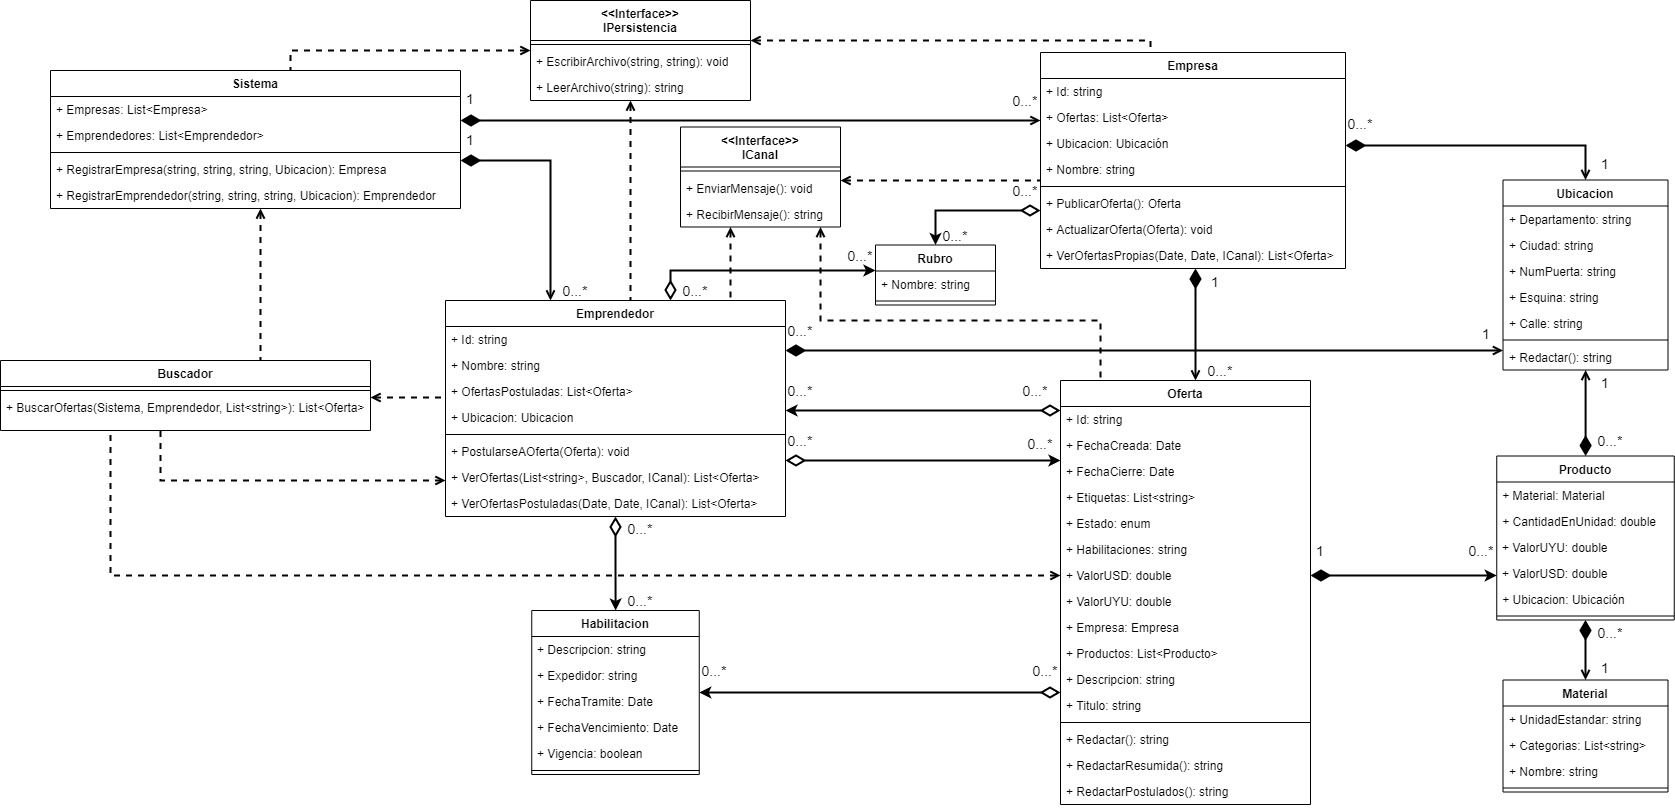 <<Interface>>
IPersistencia
+ EscribirArchivo(string, string): void
+ LeerArchivo(string): string
Sistema
+ Empresas: List<Empresa>
+ Emprendedores: List<Emprendedor>
+ RegistrarEmpresa(string, string, string, Ubicacion): Empresa
+ RegistrarEmprendedor(string, string, string, Ubicacion): Emprendedor
1
0...*
1
0...*
<<Interface>>
ICanal
+ EnviarMensaje(): void
+ RecibirMensaje(): string
Empresa
+ Id: string
+ Ofertas: List<Oferta>
+ Ubicacion: Ubicación
+ Nombre: string
+ PublicarOferta(): Oferta
+ ActualizarOferta(Oferta): void
+ VerOfertasPropias(Date, Date, ICanal): List<Oferta>
0...*
1
0...*
0...*
Rubro
+ Nombre: string
0...*
0...*
1
0...*
Ubicacion
+ Departamento: string
+ Ciudad: string
+ NumPuerta: string
+ Esquina: string
+ Calle: string
+ Redactar(): string
Emprendedor
+ Id: string
+ Nombre: string
+ OfertasPostuladas: List<Oferta>
+ Ubicacion: Ubicacion
+ PostularseAOferta(Oferta): void
+ VerOfertas(List<string>, Buscador, ICanal): List<Oferta>
+ VerOfertasPostuladas(Date, Date, ICanal): List<Oferta>
0...*
1
0...*
0...*
0...*
0...*
Buscador
+ BuscarOfertas(Sistema, Emprendedor, List<string>): List<Oferta>
Oferta
+ Id: string
+ FechaCreada: Date
+ FechaCierre: Date
+ Etiquetas: List<string>
+ Estado: enum
+ Habilitaciones: string
+ ValorUSD: double
+ ValorUYU: double
+ Empresa: Empresa
+ Productos: List<Producto>
+ Descripcion: string
+ Titulo: string
+ Redactar(): string
+ RedactarResumida(): string
+ RedactarPostulados(): string
1
0...*
1
0...*
Producto
+ Material: Material
+ CantidadEnUnidad: double
+ ValorUYU: double
+ ValorUSD: double
+ Ubicacion: Ubicación
0...*
1
0...*
0...*
Habilitacion
+ Descripcion: string
+ Expedidor: string
+ FechaTramite: Date
+ FechaVencimiento: Date
+ Vigencia: boolean
0...*
0...*
Material
+ UnidadEstandar: string
+ Categorias: List<string>
+ Nombre: string